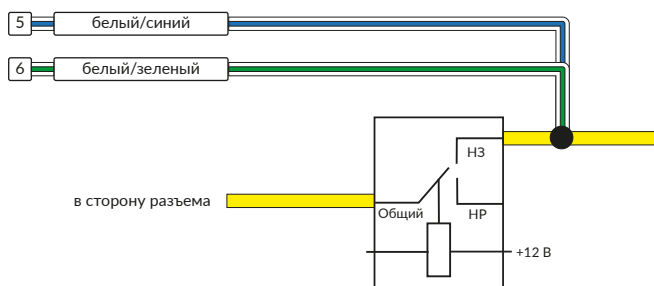 5 белый/синий
6 белый/зеленый
НЗ
в сторону разъема
Общий НР
+12 В